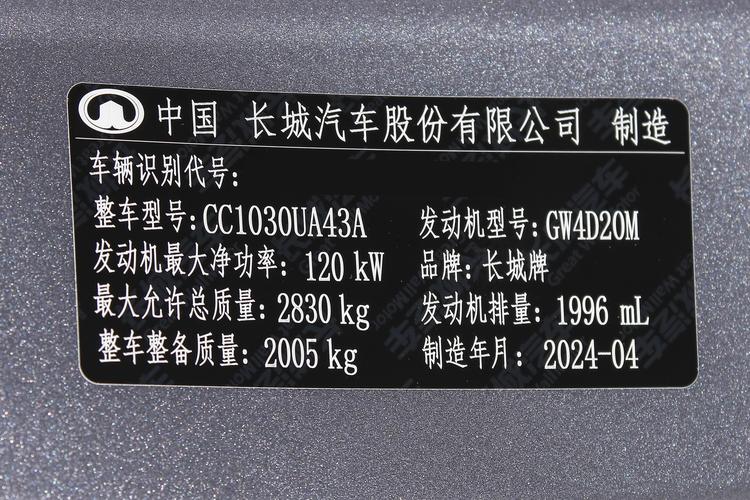 中国 长城汽车股份有限公司 制造
车辆识别代号:
整车型号:CC1030UA43A 发动机型号:GW4D20M
发动机最大净功率: 120 kW 品牌: 长城牌
最大允许总质量: 2830 kg 发动机排量: 1996 mL
整车整备质量: 2005 kg 制造年月: 2024-04